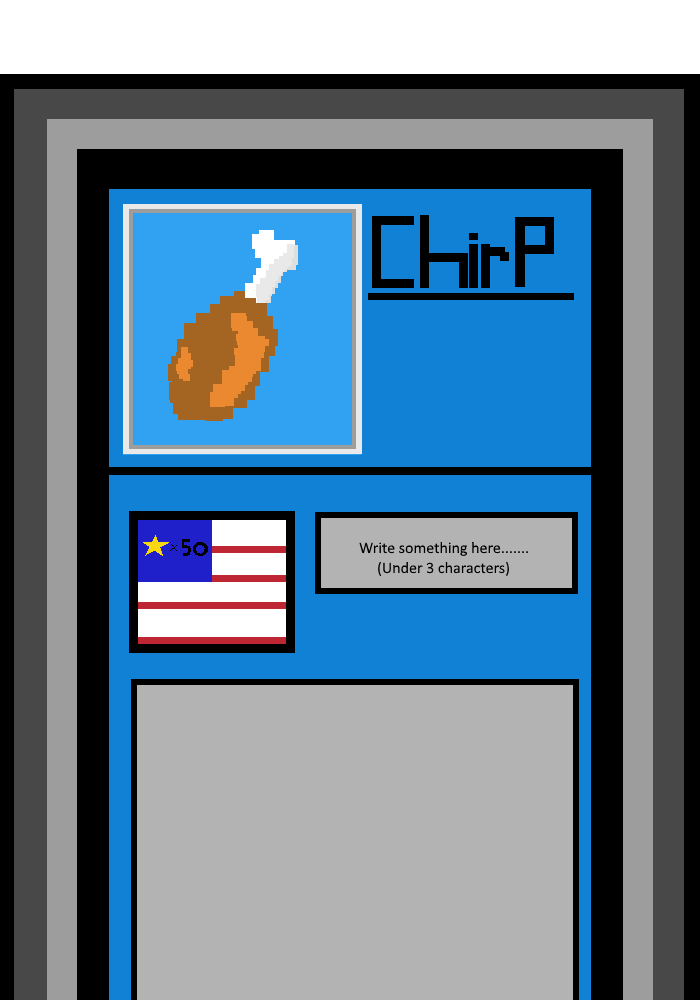 ChirP
×50
Write something here.......
(Under 3 characters)